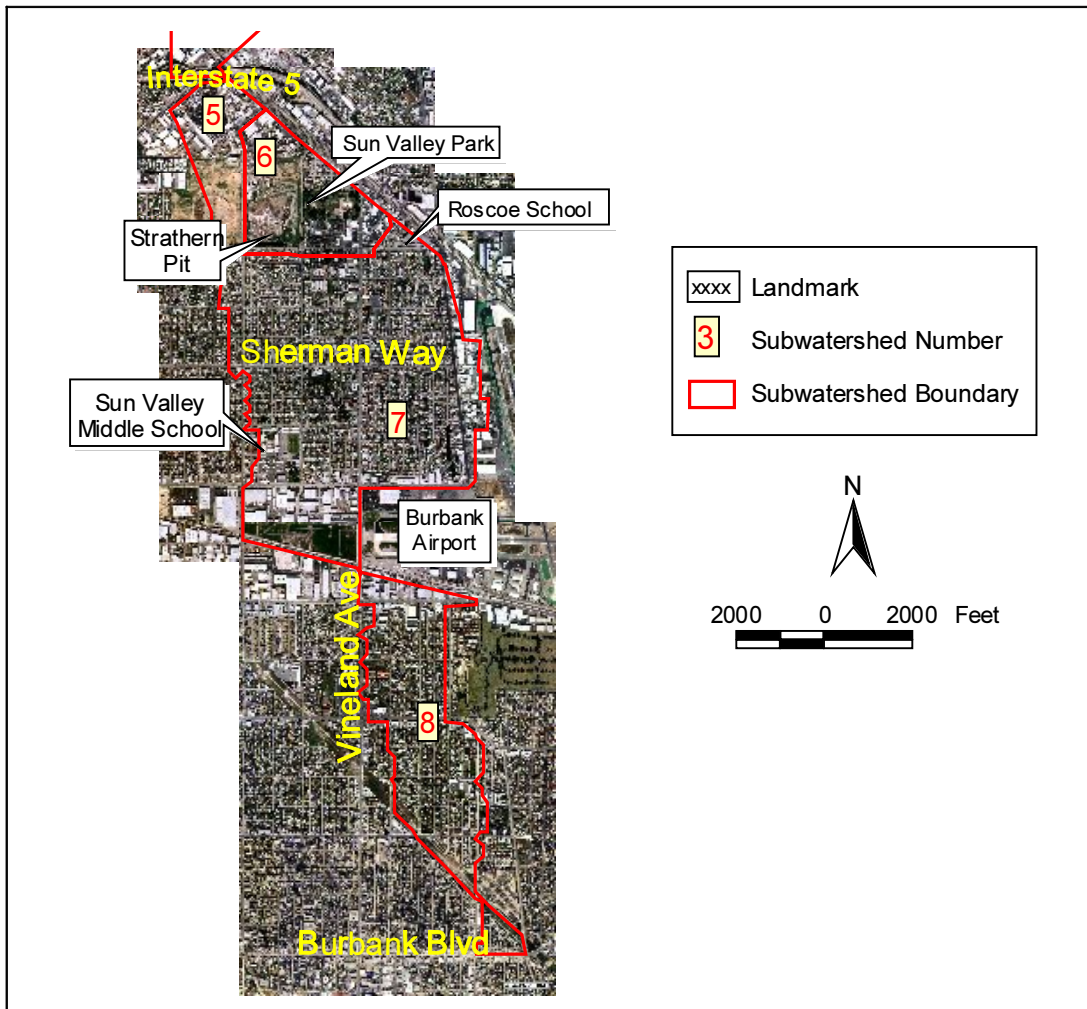 Interstate 5
5
6
Sun Valley Park
Roscoe School
Strathern
Pit
xxxx Landmark
3 Subwatershed Number
Subwatershed Boundary
Sherman Way
Sun Valley
Middle School
7
Burbank
Airport
N
2000 0 2000 Feet
Vineland Ave
8
Burbank Blvd